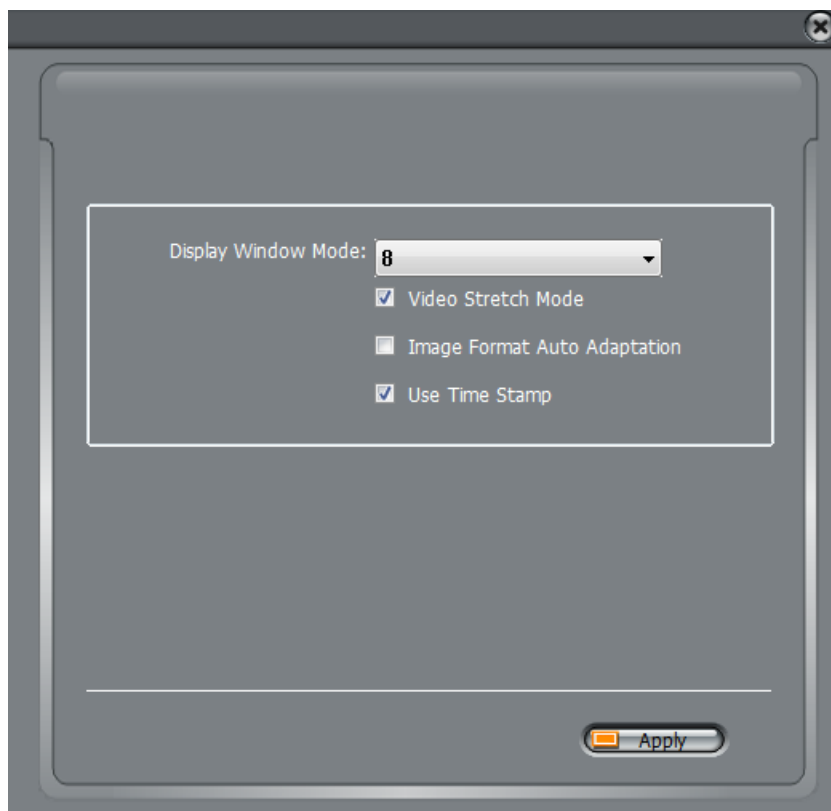 Display Window Mode: 8
Video Stretch Mode
Image Format Auto Adaptation
Use Time Stamp
Apply